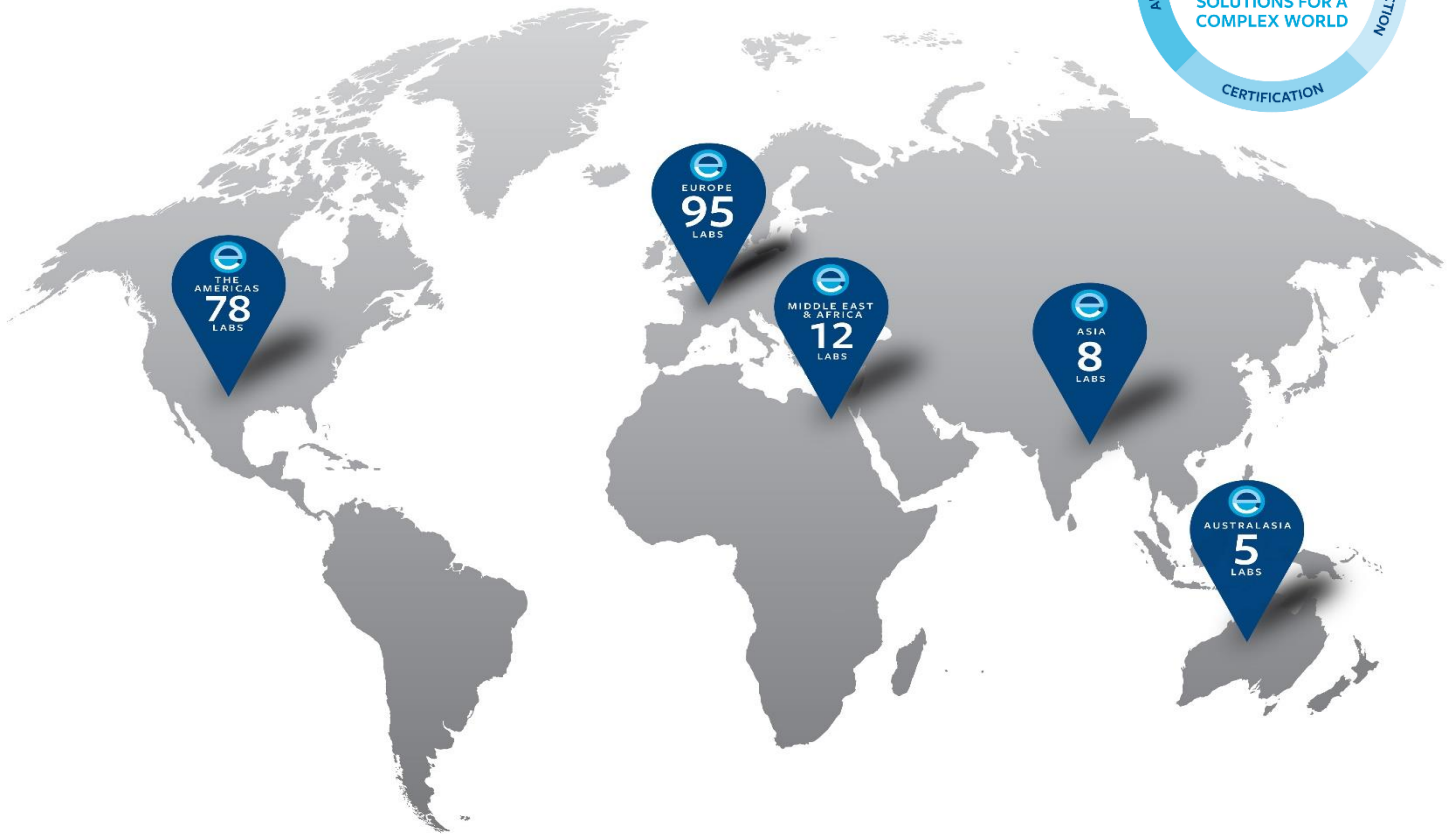 SOLUTIONS FOR A
COMPLEX WORLD
CERTIFICATION
e
EUROPE
95
LABS
e
THE
AMERICAS
78
LABS
e
MIDDLE EAST
& AFRICA
12
LABS
e
ASIA
8
LABS
e
AUSTRALASIA
5
LABS